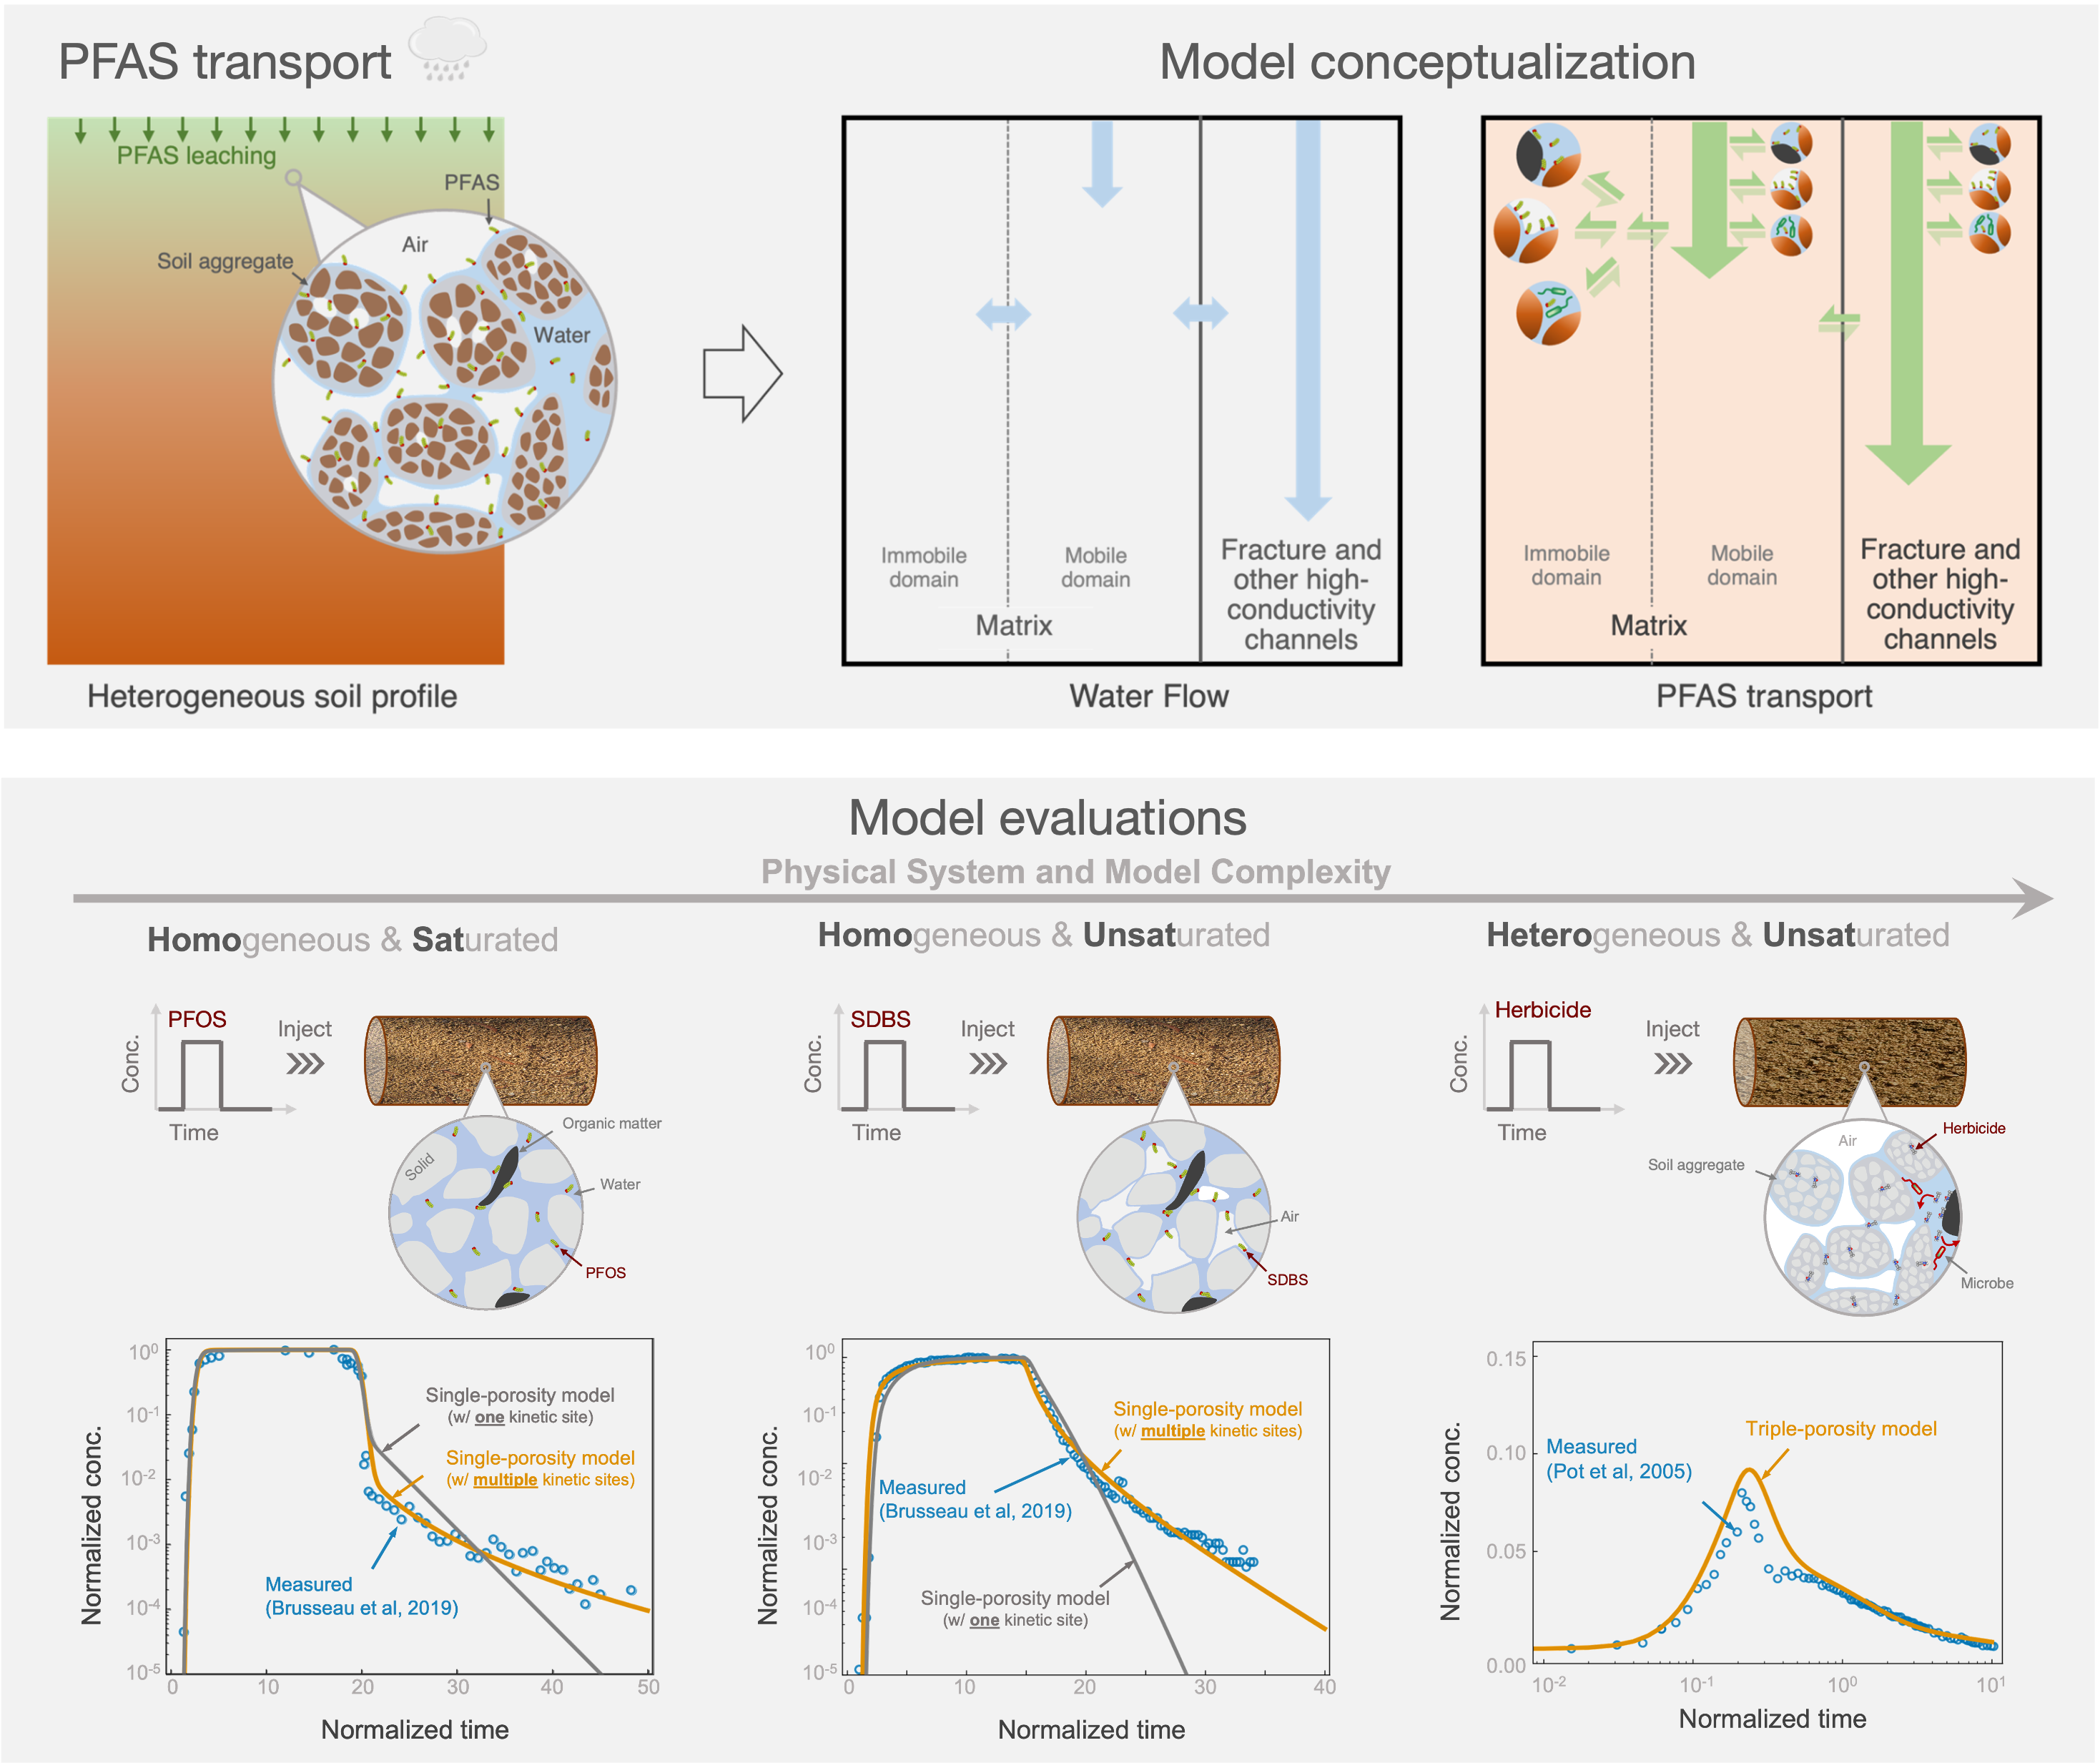 PFAS transport
Model conceptualization
PFAS leaching
PFAS
Air
Soil aggregate
Water
Heterogeneous soil profile
Immobile
domain
Mobile
domain
Matrix
Fracture and
other high-
conductivity
channels
Water Flow
Immobile
domain
Mobile
domain
Matrix
Fracture and
other high-
conductivity
channels
PFAS transport
Model evaluations
Physical System and Model Complexity
Homogeneous & Saturated
Conc.
PFOS
Inject
Time
Organic matter
Solid
Water
PFOS
Normalized conc.
10^0
10^-1
10^-2
10^-3
10^-4
10^-5
Single-porosity model
(w/ one kinetic site)
Single-porosity model
(w/ multiple kinetic sites)
Measured
(Brusseau et al, 2019)
0 10 20 30 40 50
Normalized time
Homogeneous & Unsaturated
Conc.
SDBS
Inject
Time
Air
SDBS
Normalized conc.
10^0
10^-1
10^-2
10^-3
10^-4
10^-5
Single-porosity model
(w/ multiple kinetic sites)
Measured
(Brusseau et al, 2019)
Single-porosity model
(w/ one kinetic site)
0 10 20 30 40
Normalized time
Heterogeneous & Unsaturated
Conc.
Herbicide
Inject
Time
Air
Herbicide
Soil aggregate
Microbe
Normalized conc.
0.15
0.10
0.05
0.00
Triple-porosity model
Measured
(Pot et al, 2005)
10^-2 10^-1 10^0 10^1
Normalized time